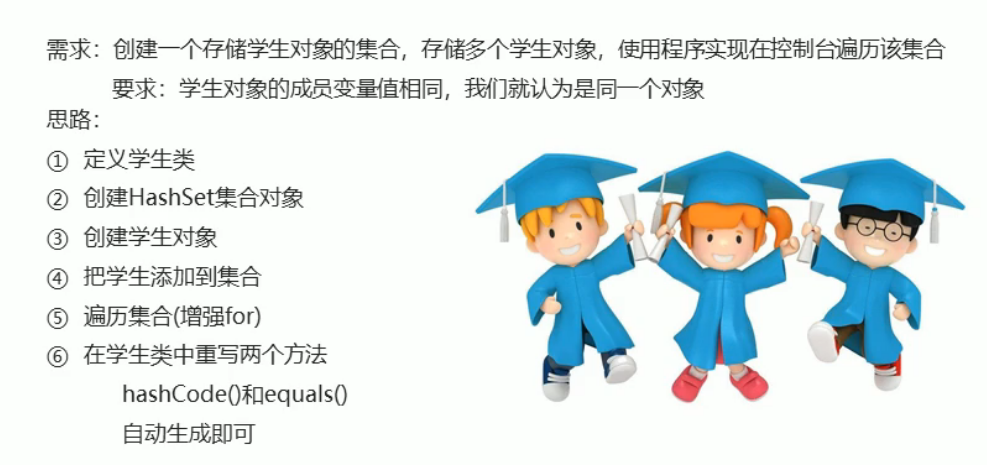 需求：创建一个存储学生对象的集合，存储多个学生对象，使用程序实现在控制台遍历该集合
要求：学生对象的成员变量值相同，我们就认为是同一个对象
思路：
① 定义学生类
② 创建HashSet集合对象
③ 创建学生对象
④ 把学生添加到集合
⑤ 遍历集合(增强for)
⑥ 在学生类中重写两个方法
hashCode()和equals()
自动生成即可